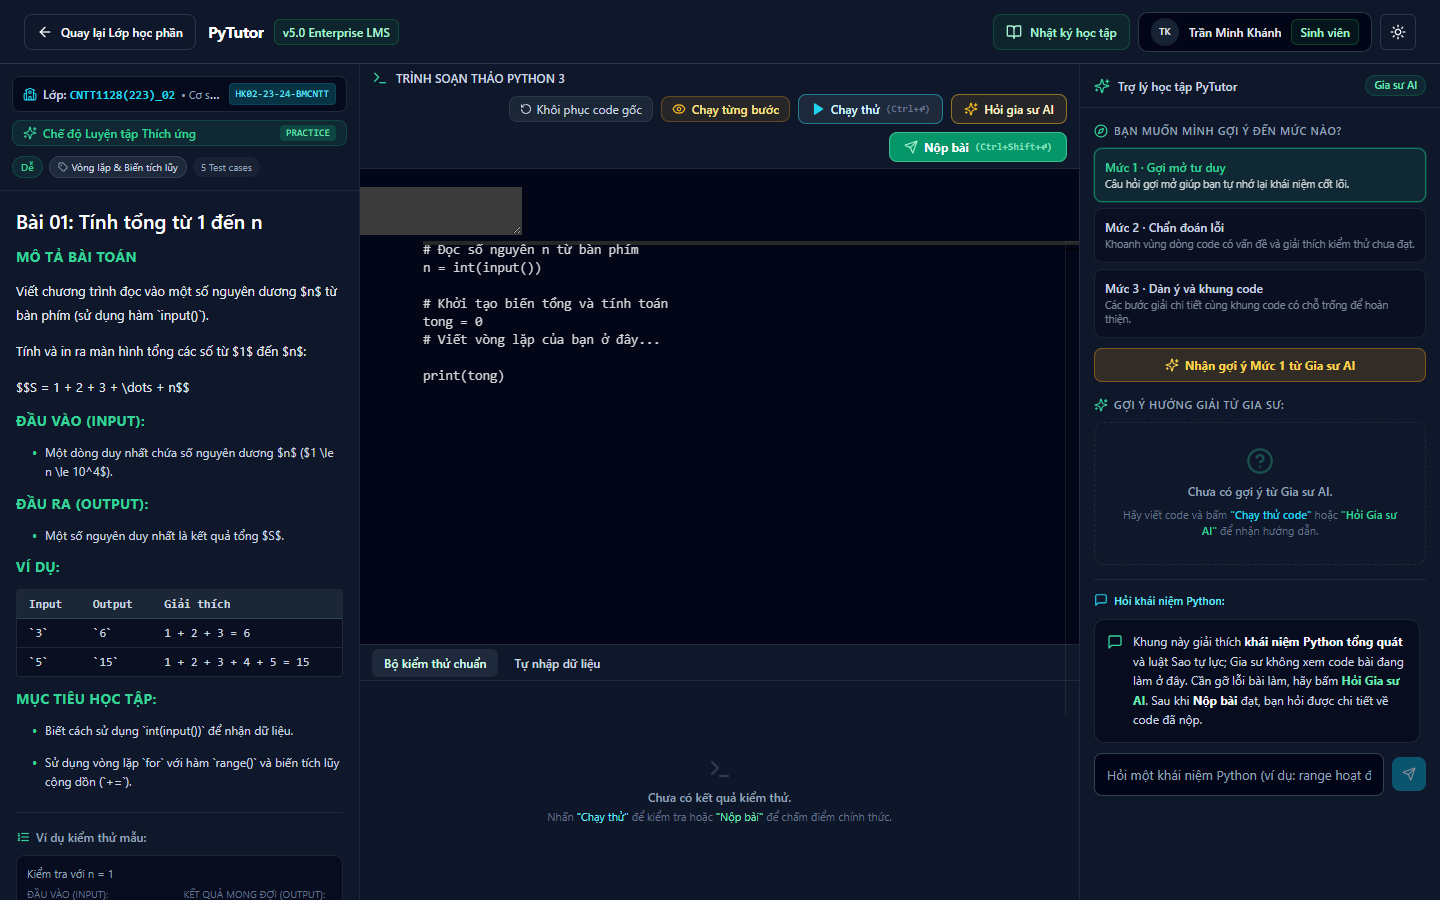 Quay lại Lớp học phần
PyTutor
v5.0 Enterprise LMS
Nhật ký học tập
TK
Trần Minh Khánh
Sinh viên
Lớp: CNTT1128(223)_02 • Cơ s...
HK02-23-24-BMCNTT
Chế độ Luyện tập Thích ứng
PRACTICE
Dễ
Vòng lặp & Biến tích lũy
5 Test cases
Bài 01: Tính tổng từ 1 đến n
MÔ TẢ BÀI TOÁN
Viết chương trình đọc vào một số nguyên dương $n$ từ
bàn phím (sử dụng hàm `input()`).
Tính và in ra màn hình tổng các số từ $1$ đến $n$:
$$S = 1 + 2 + 3 + \dots + n$$
ĐẦU VÀO (INPUT):
• Một dòng duy nhất chứa số nguyên dương $n$ ($1 \le
n \le 10^4$).
ĐẦU RA (OUTPUT):
• Một số nguyên duy nhất là kết quả tổng $S$.
VÍ DỤ:
Input Output Giải thích
`3` `6` 1 + 2 + 3 = 6
`5` `15` 1 + 2 + 3 + 4 + 5 = 15
MỤC TIÊU HỌC TẬP:
• Biết cách sử dụng `int(input())` để nhận dữ liệu.
• Sử dụng vòng lặp `for` với hàm `range()` và biến tích lũy
cộng dồn (`+=`).
Ví dụ kiểm thử mẫu:
Kiểm tra với n = 1
ĐẦU VÀO (INPUT): KẾT QUẢ MONG ĐỢI (OUTPUT):
TRÌNH SOẠN THẢO PYTHON 3
Khôi phục code gốc
Chạy từng bước
Chạy thử (Ctrl+⏎)
Hỏi gia sư AI
Nộp bài (Ctrl+Shift+⏎)
# Đọc số nguyên n từ bàn phím
n = int(input())
# Khởi tạo biến tổng và tính toán
tong = 0
# Viết vòng lặp của bạn ở đây...
print(tong)
Bộ kiểm thử chuẩn
Tự nhập dữ liệu
Chưa có kết quả kiểm thử.
Nhấn "Chạy thử" để kiểm tra hoặc "Nộp bài" để chấm điểm chính thức.
Trợ lý học tập PyTutor
Gia sư AI
BẠN MUỐN MÌNH GỢI Ý ĐẾN MỨC NÀO?
Mức 1 · Gợi mở tư duy
Câu hỏi gợi mở giúp bạn tự nhớ lại khái niệm cốt lõi.
Mức 2 · Chẩn đoán lỗi
Khoanh vùng dòng code có vấn đề và giải thích kiểm thử chưa đạt.
Mức 3 · Dàn ý và khung code
Các bước giải chi tiết cùng khung code có chỗ trống để hoàn
thiện.
Nhận gợi ý Mức 1 từ Gia sư AI
GỢI Ý HƯỚNG GIẢI TỪ GIA SƯ:
Chưa có gợi ý từ Gia sư AI.
Hãy viết code và bấm "Chạy thử code" hoặc "Hỏi Gia sư
AI" để nhận hướng dẫn.
Hỏi khái niệm Python:
Khung này giải thích khái niệm Python tổng quát
và luật Sao tự lực; Gia sư không xem code bài đang
làm ở đây. Cần gỡ lỗi bài làm, hãy bấm Hỏi Gia sư
AI. Sau khi Nộp bài đạt, bạn hỏi được chi tiết về
code đã nộp.
Hỏi một khái niệm Python (ví dụ: range hoạt đ